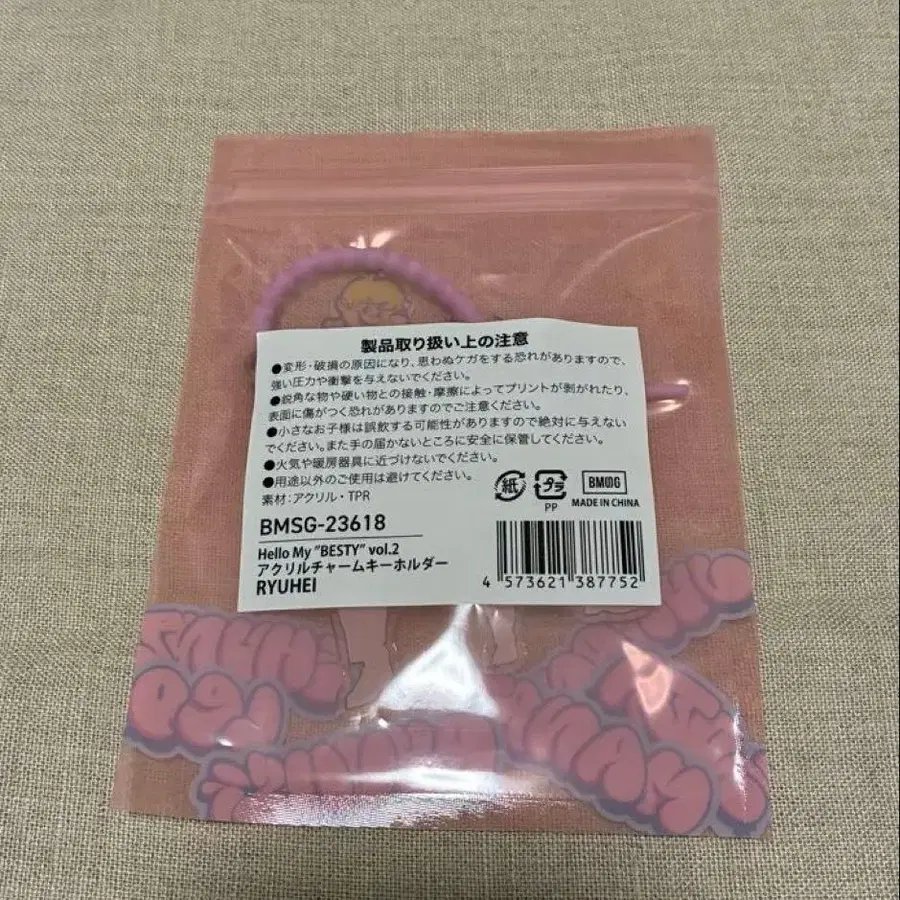 製品取り扱い上の注意
●変形・破損の原因になり、思わぬケガをする恐れがありますので、
強い圧力や衝撃を与えないでください。
●鋭角な物や硬い物との接触・摩擦によってプリントが剥がれたり、
表面に傷がつく恐れがありますのでご注意ください。
●小さなお子様は誤飲する可能性がありますので絶対に与えない
でください。また手の届かないところに安全に保管してください。
●火気や暖房器具に近づけないでください。
●用途以外のご使用は避けてください。
素材：アクリル・TPR
紙
プラ
PP
BMSG
MADE IN CHINA
BMSG-23618
Hello My "BESTY" vol.2
アクリルチャームキーホルダー
RYUHEI
4 573621 387752